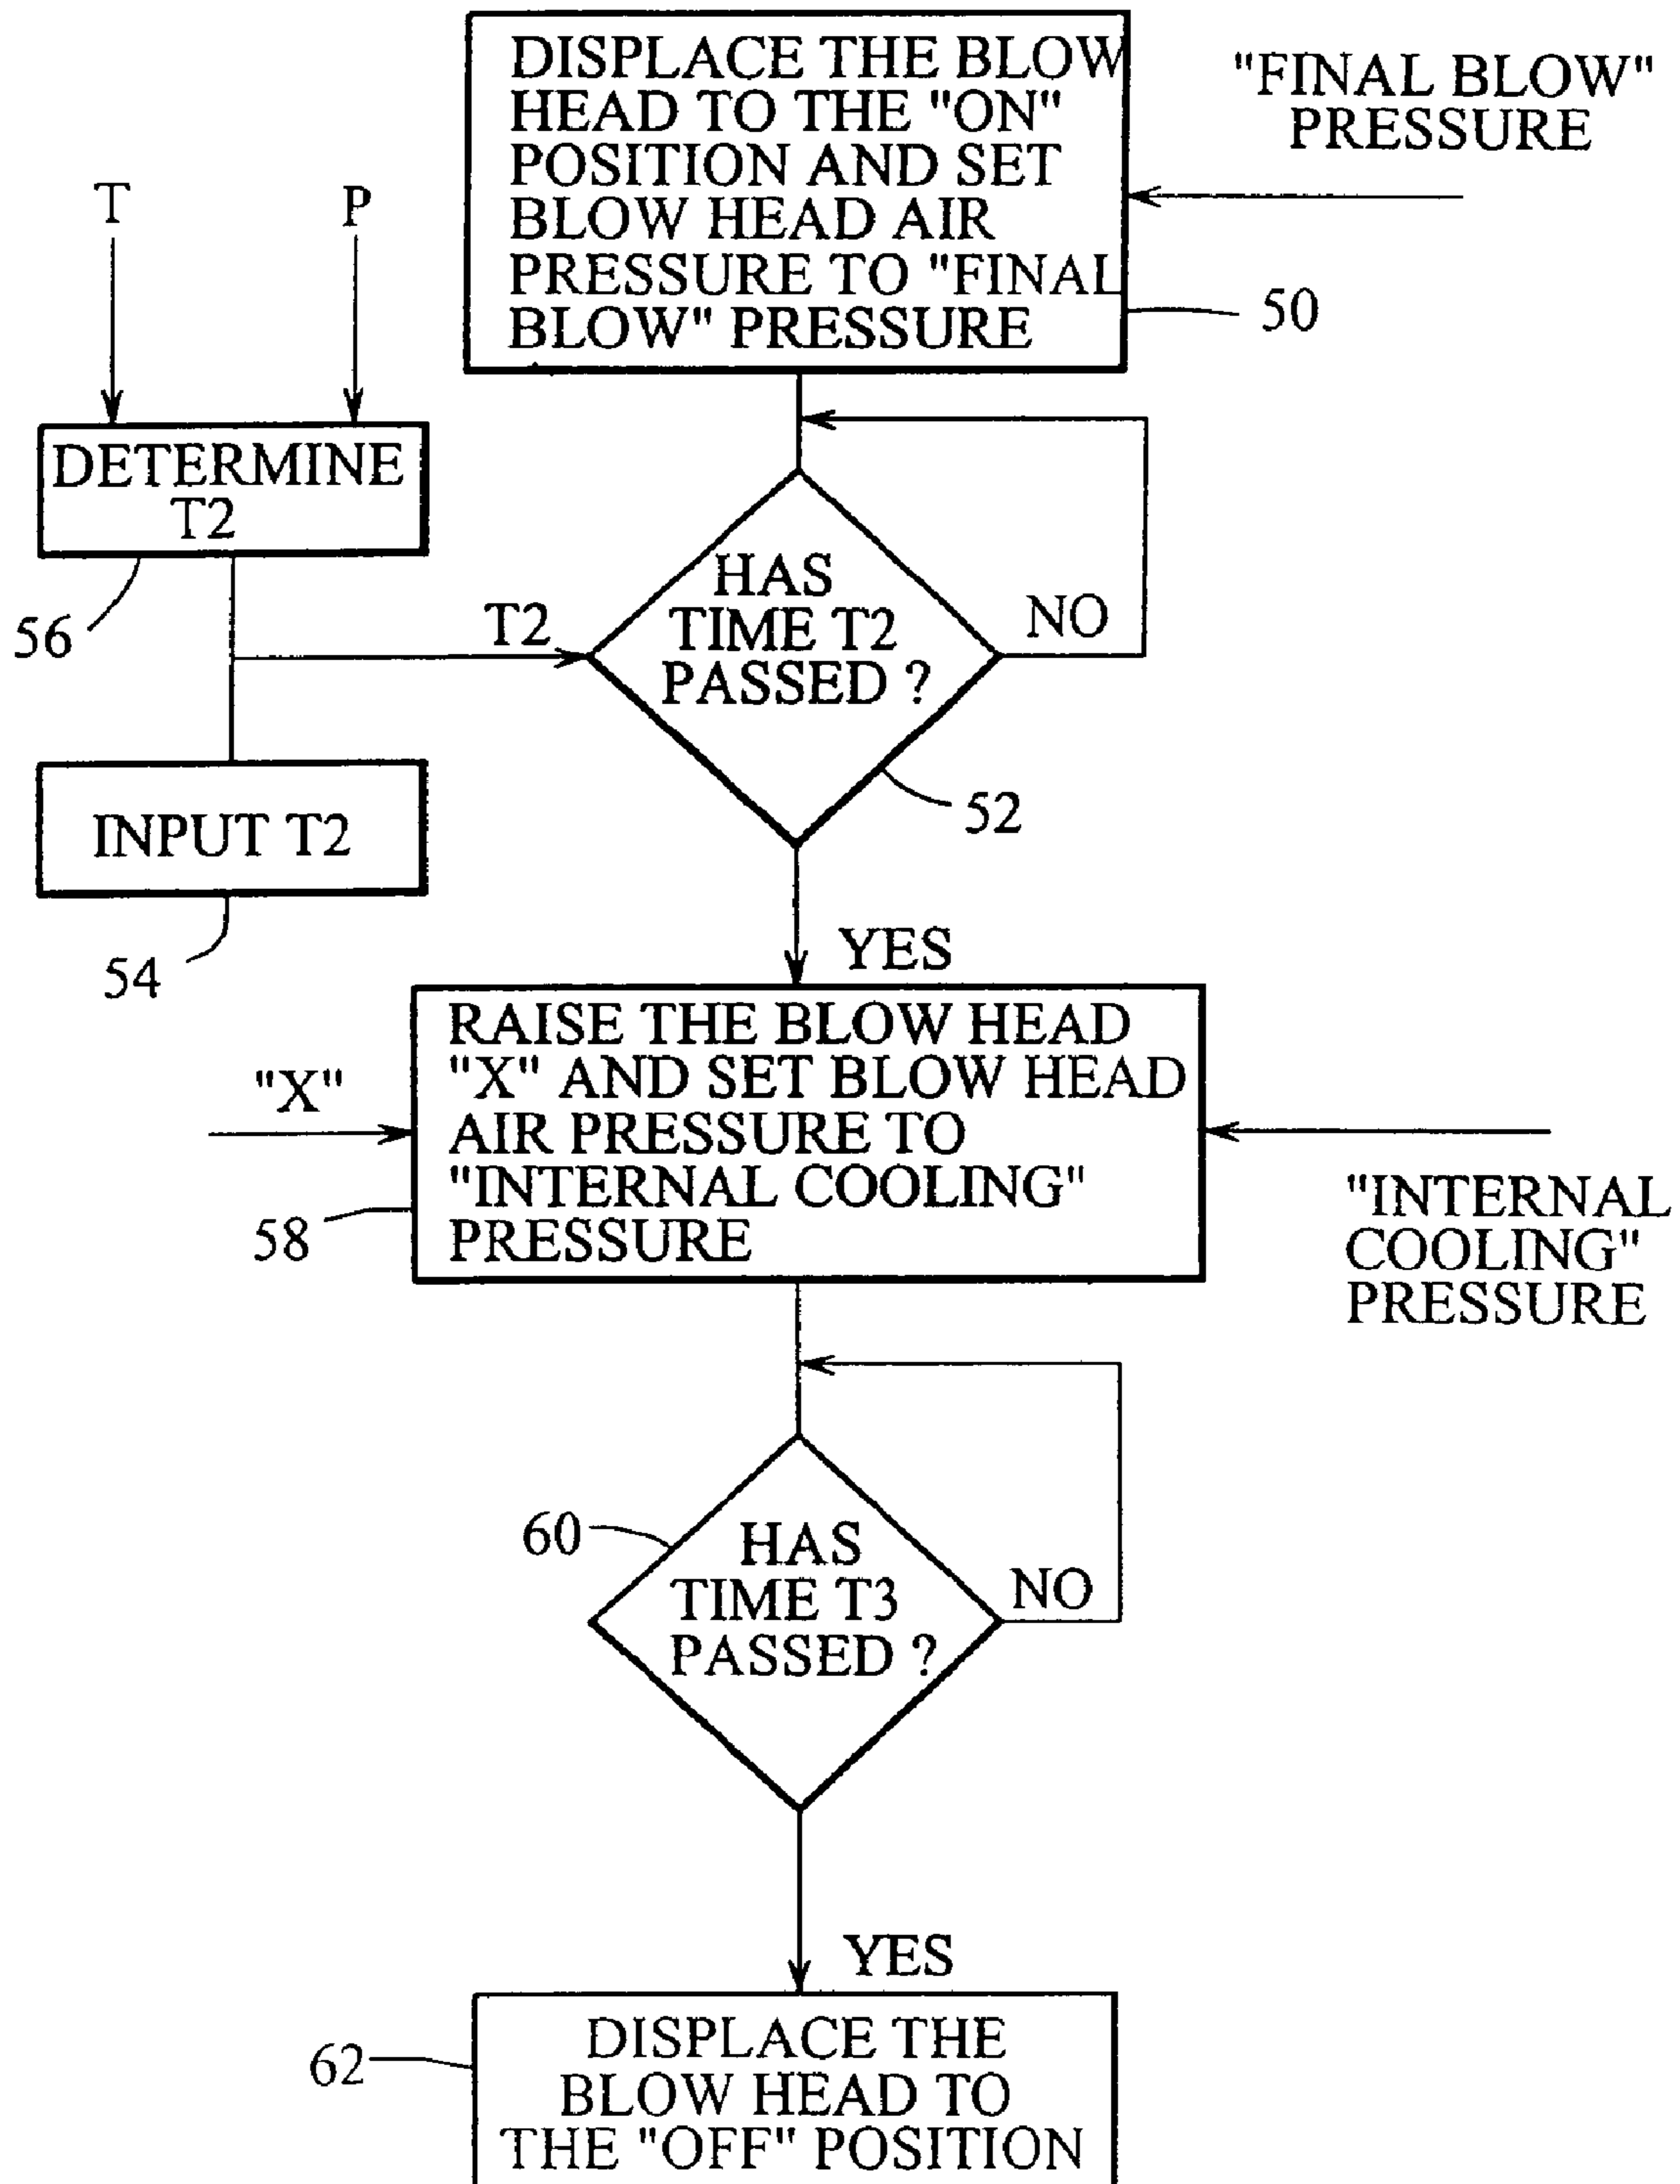 DISPLACE THE BLOW
HEAD TO THE "ON"
POSITION AND SET
BLOW HEAD AIR
PRESSURE TO "FINAL
BLOW" PRESSURE
"FINAL BLOW"
PRESSURE
50
T
P
DETERMINE
T2
56
T2
HAS
TIME T2
PASSED ?
NO
52
INPUT T2
54
YES
RAISE THE BLOW HEAD
"X" AND SET BLOW HEAD
AIR PRESSURE TO
"INTERNAL COOLING"
PRESSURE
"X"
58
"INTERNAL
COOLING"
PRESSURE
60
HAS
TIME T3
PASSED ?
NO
YES
62
DISPLACE THE
BLOW HEAD TO
THE "OFF" POSITION